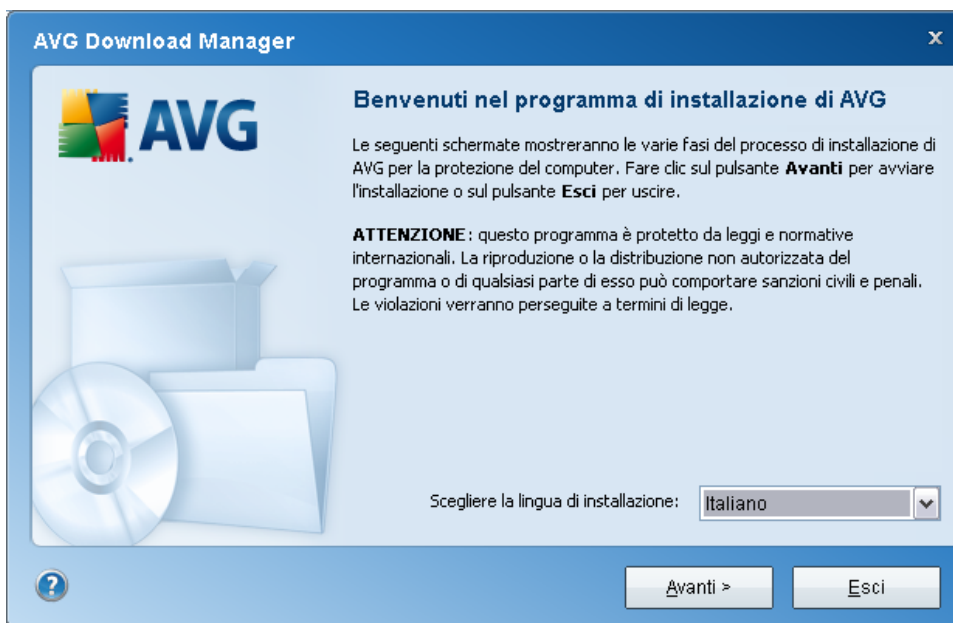 AVG Download Manager
x
AVG
Benvenuti nel programma di installazione di AVG
Le seguenti schermate mostreranno le varie fasi del processo di installazione di
AVG per la protezione del computer. Fare clic sul pulsante Avanti per avviare
l'installazione o sul pulsante Esci per uscire.
ATTENZIONE: questo programma è protetto da leggi e normative
internazionali. La riproduzione o la distribuzione non autorizzata del
programma o di qualsiasi parte di esso può comportare sanzioni civili e penali.
Le violazioni verranno perseguite a termini di legge.
Scegliere la lingua di installazione: Italiano
?
Avanti > Esci